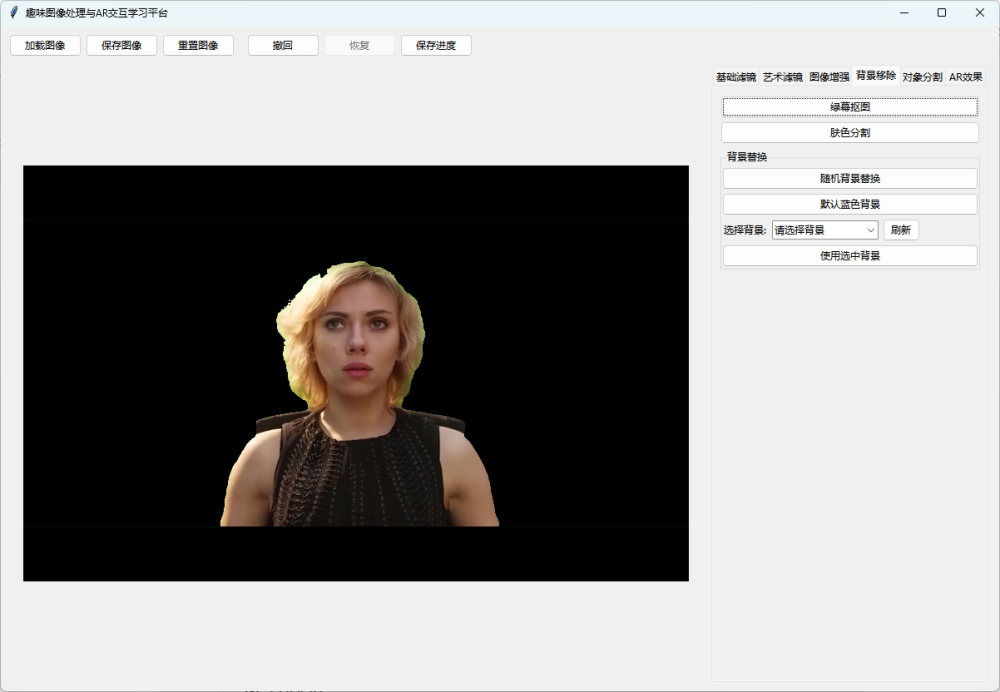 趣味图像处理与AR交互学习平台
加载图像 保存图像 重置图像 撤回 恢复 保存进度
基础滤镜 艺术滤镜 图像增强 背景移除 对象分割 AR效果
绿幕抠图
肤色分割
背景替换
随机背景替换
默认蓝色背景
选择背景: 请选择背景 刷新
使用选中背景